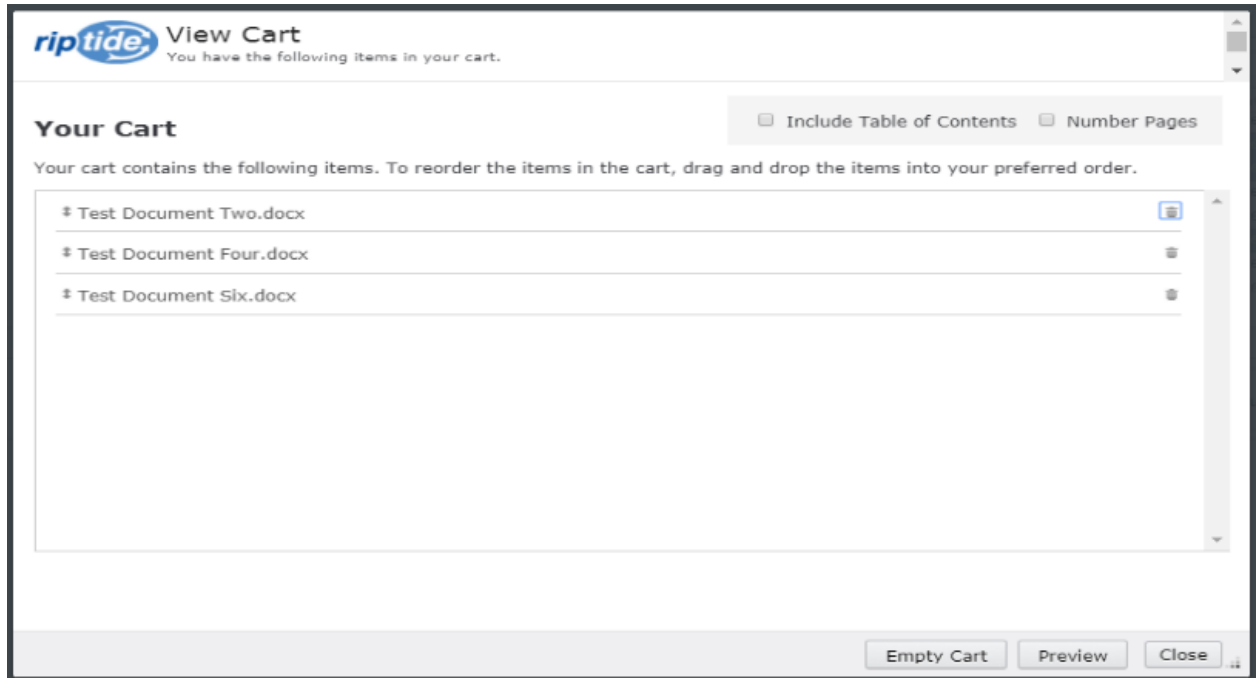 riptide
View Cart
You have the following items in your cart.
Your Cart
Include Table of Contents Number Pages
Your cart contains the following items. To reorder the items in the cart, drag and drop the items into your preferred order.
Test Document Two.docx
Test Document Four.docx
Test Document Six.docx
Empty Cart Preview Close